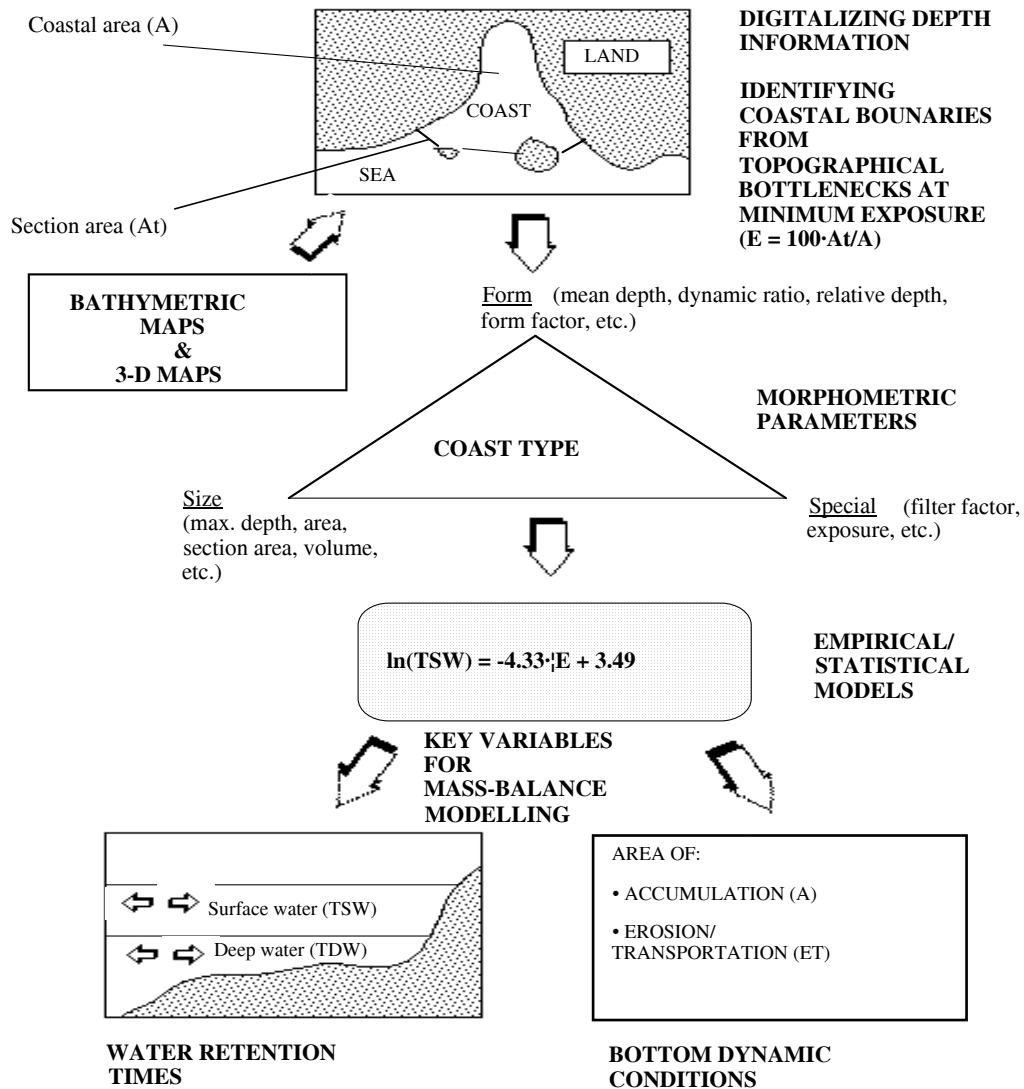 Coastal area (A)
LAND
COAST
SEA
Section area (At)
DIGITALIZING DEPTH
INFORMATION
IDENTIFYING
COASTAL BOUNARIES
FROM
TOPOGRAPHICAL
BOTTLENECKS AT
MINIMUM EXPOSURE
(E = 100·At/A)
BATHYMETRIC
MAPS
&
3-D MAPS
Form (mean depth, dynamic ratio, relative depth,
form factor, etc.)
MORPHOMETRIC
PARAMETERS
COAST TYPE
Size
(max. depth, area,
section area, volume,
etc.)
Special (filter factor,
exposure, etc.)
ln(TSW) = -4.33·¦E + 3.49
EMPIRICAL/
STATISTICAL
MODELS
KEY VARIABLES
FOR
MASS-BALANCE
MODELLING
Surface water (TSW)
Deep water (TDW)
AREA OF:
• ACCUMULATION (A)
• EROSION/
TRANSPORTATION (ET)
WATER RETENTION
TIMES
BOTTOM DYNAMIC
CONDITIONS